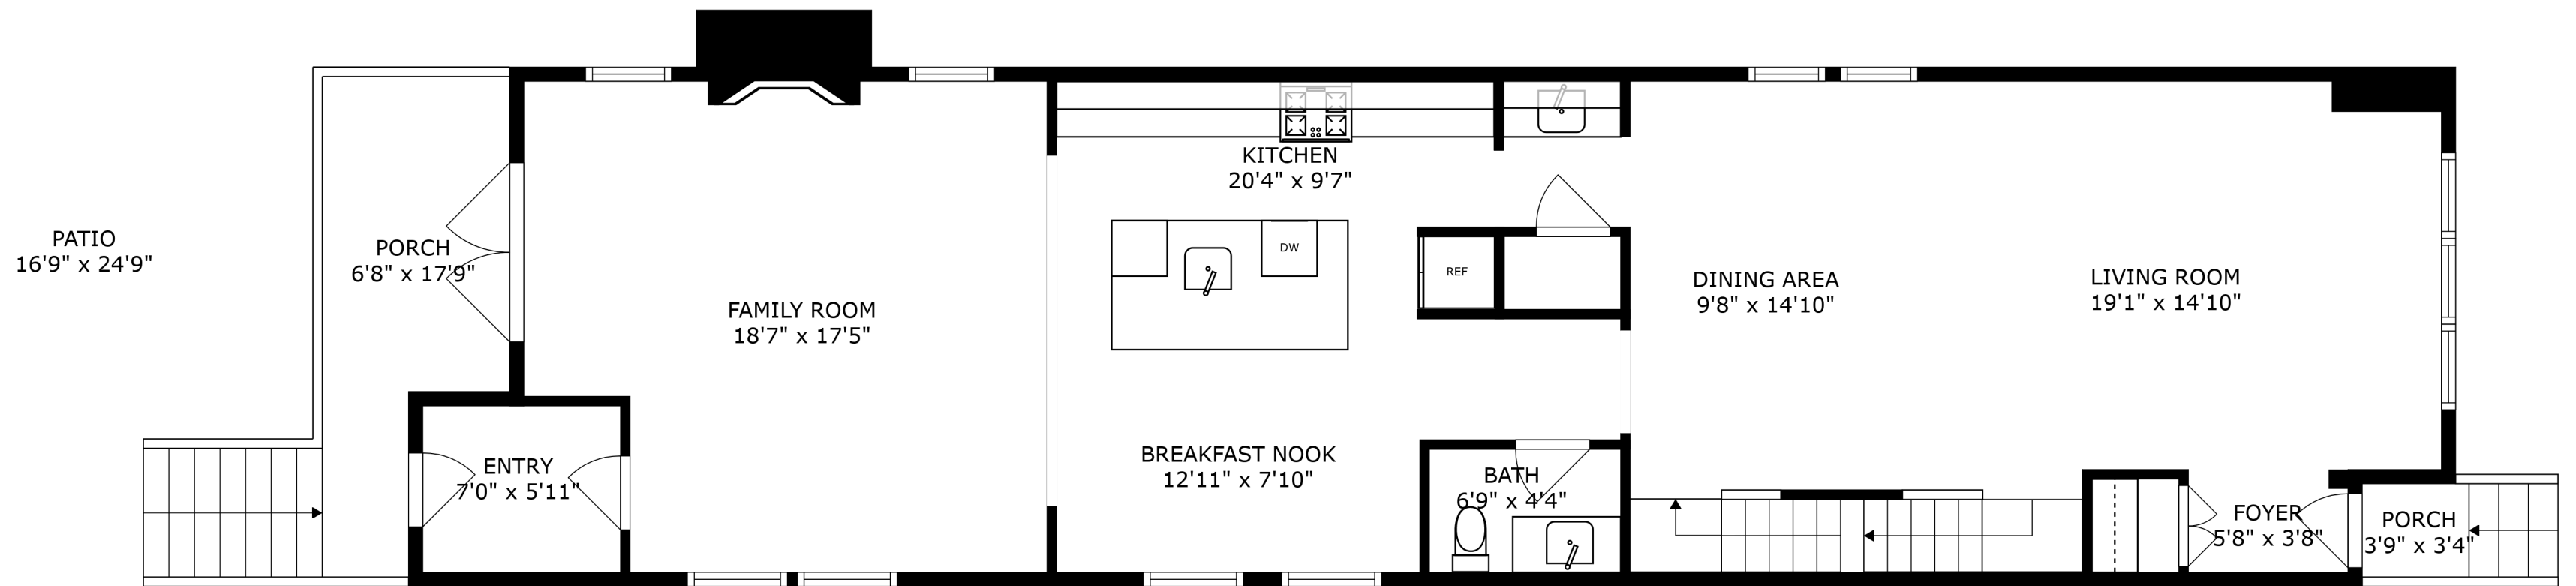 PATIO
16'9" x 24'9"
PORCH
6'8" x 17'9"
ENTRY
7'0" x 5'11"
FAMILY ROOM
18'7" x 17'5"
KITCHEN
20'4" x 9'7"
DW
REF
BREAKFAST NOOK
12'11" x 7'10"
BATH
6'9" x 4'4"
DINING AREA
9'8" x 14'10"
LIVING ROOM
19'1" x 14'10"
FOYER
5'8" x 3'8"
PORCH
3'9" x 3'4"